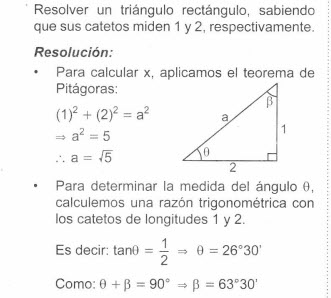 Resolver un triángulo rectángulo, sabiendo
que sus catetos miden 1 y 2, respectivamente.
Resolución:
• Para calcular x, aplicamos el teorema de
Pitágoras:
(1)² + (2)² = a²
⇒ a² = 5
∴ a = √5
β
a
1
θ
2
• Para determinar la medida del ángulo θ,
calculemos una razón trigonométrica con
los catetos de longitudes 1 y 2.
Es decir: tanθ = 1/2 ⇒ θ = 26°30'
Como: θ + β = 90° ⇒ β = 63°30'